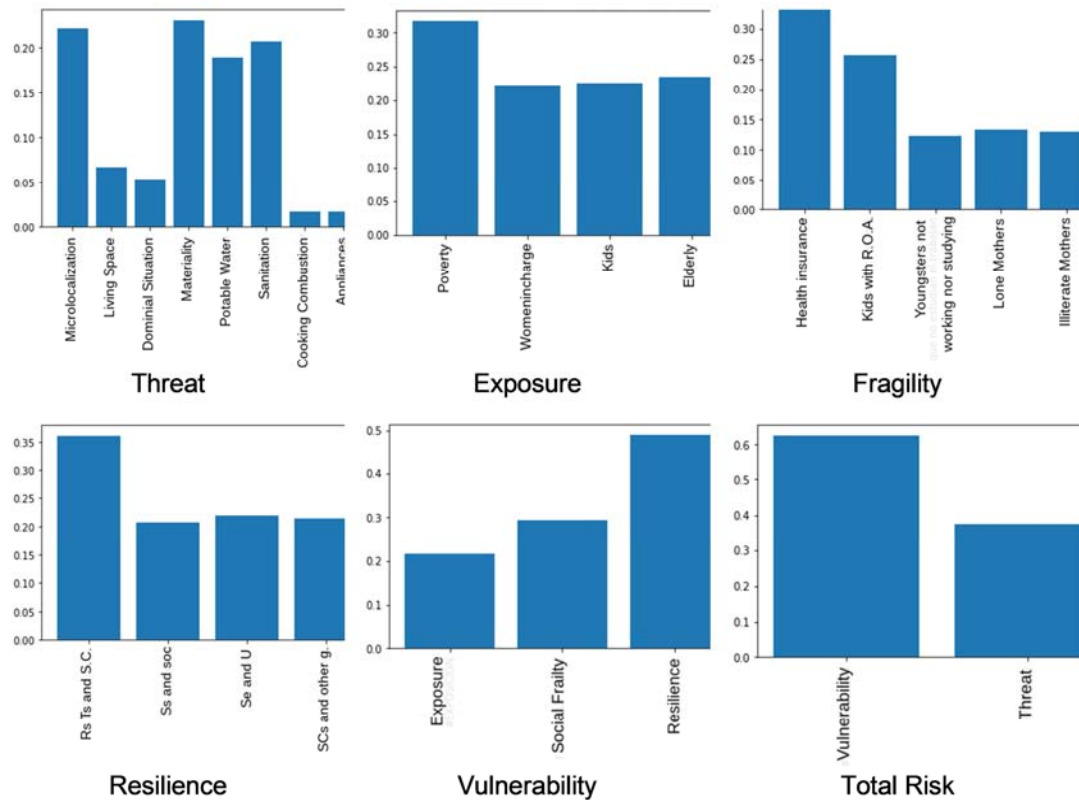 0.20
0.15
0.10
0.05
0.00
Microlocalization
Living Space
Dominial Situation
Materiality
Potable Water
Sanitation
Cooking Combustion
Appliances
Threat
0.30
0.25
0.20
0.15
0.10
0.05
0.00
Poverty
Womenincharge
Kids
Elderly
Exposure
0.30
0.25
0.20
0.15
0.10
0.05
0.00
Health insurance
Kids with R.O.A.
Youngsters not
working nor studying
Lone Mothers
Illiterate Mothers
Fragility
0.35
0.30
0.25
0.20
0.15
0.10
0.05
0.00
Rs Ts and S.C.
Ss and soc
Se and U
SCs and other g.
Resilience
0.5
0.4
0.3
0.2
0.1
0.0
Exposure
Social Frailty
Resilience
Vulnerability
0.6
0.5
0.4
0.3
0.2
0.1
0.0
Vulnerability
Threat
Total Risk